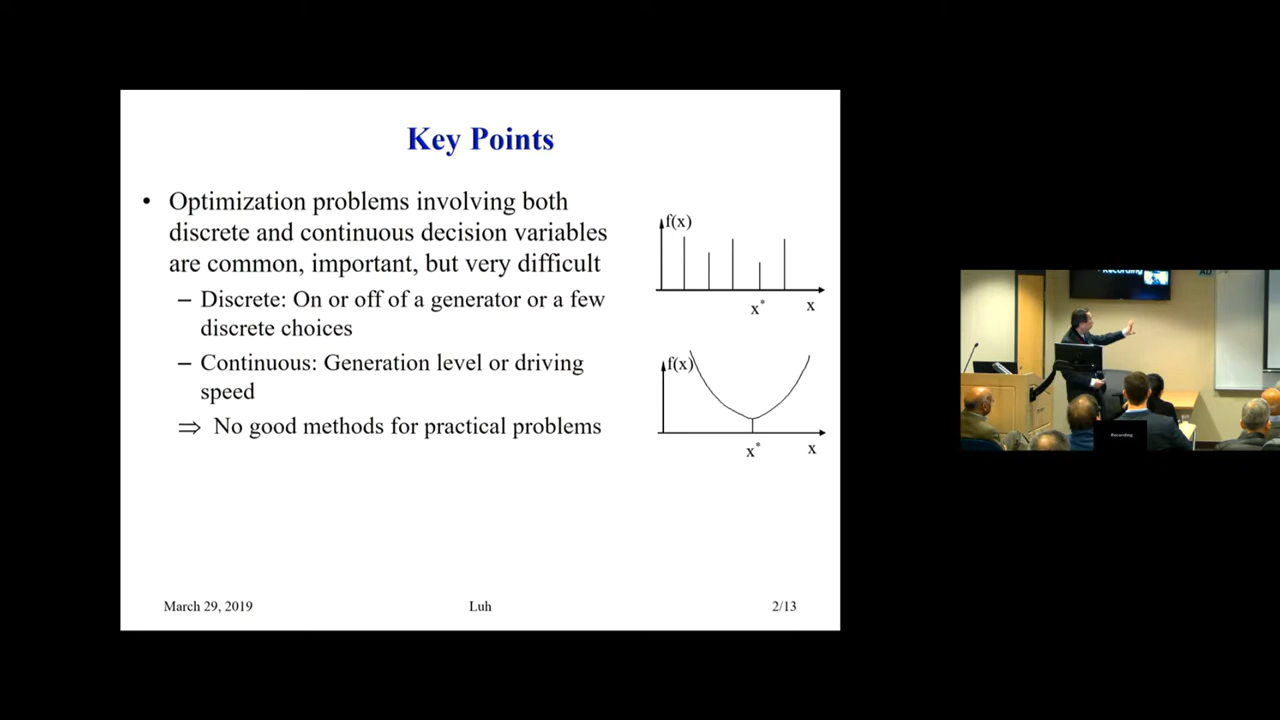 Key Points
• Optimization problems involving both
discrete and continuous decision variables
are common, important, but very difficult
– Discrete: On or off of a generator or a few
discrete choices
– Continuous: Generation level or driving
speed
⇒ No good methods for practical problems
f(x)
x*
x
f(x)
x*
x
March 29, 2019
Luh
2/13
Recording
Recording